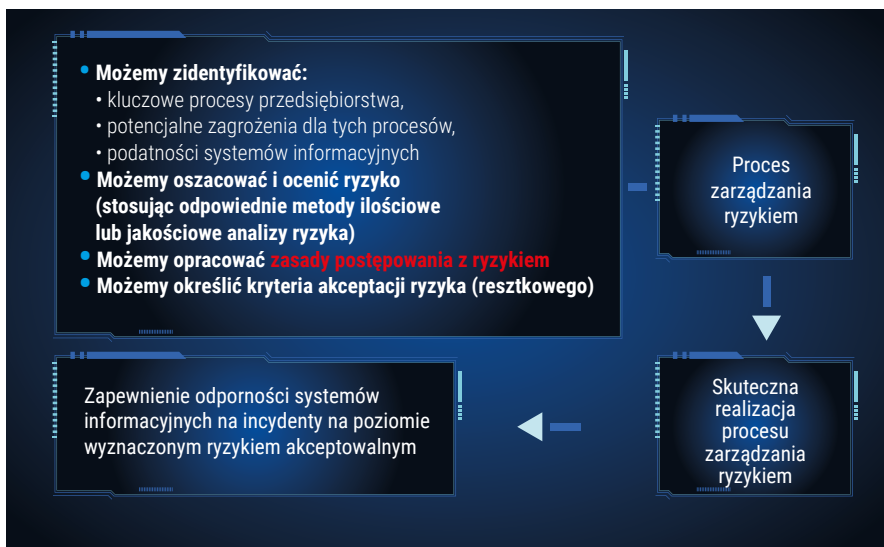 • Możemy zidentyfikować:
• kluczowe procesy przedsiębiorstwa,
• potencjalne zagrożenia dla tych procesów,
• podatności systemów informacyjnych
• Możemy oszacować i ocenić ryzyko
(stosując odpowiednie metody ilościowe
lub jakościowe analizy ryzyka)
• Możemy opracować zasady postępowania z ryzykiem
• Możemy określić kryteria akceptacji ryzyka (resztkowego)
Proces
zarządzania
ryzykiem
Skuteczna
realizacja
procesu
zarządzania
ryzykiem
Zapewnienie odporności systemów
informacyjnych na incydenty na poziomie
wyznaczonym ryzykiem akceptowalnym